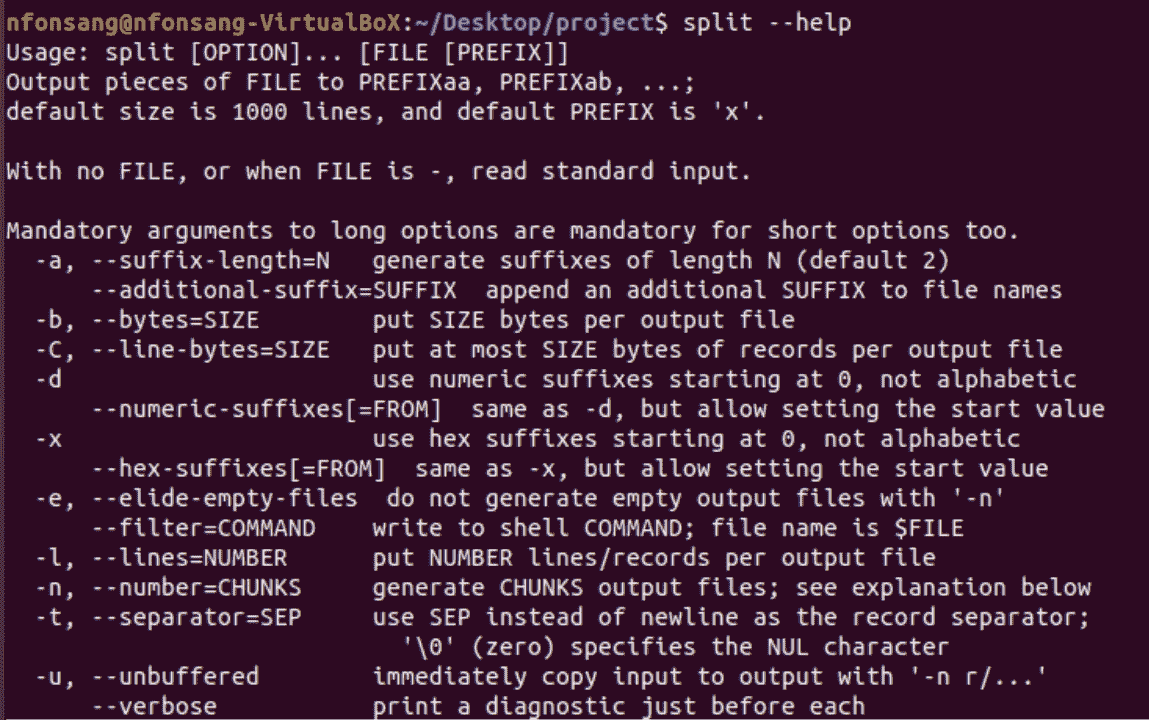 nfonsang@nfonsang-VirtualBoX:~/Desktop/project$ split --help
Usage: split [OPTION]... [FILE [PREFIX]]
Output pieces of FILE to PREFIXaa, PREFIXab, ...;
default size is 1000 lines, and default PREFIX is 'x'.

With no FILE, or when FILE is -, read standard input.

Mandatory arguments to long options are mandatory for short options too.
  -a, --suffix-length=N   generate suffixes of length N (default 2)
      --additional-suffix=SUFFIX  append an additional SUFFIX to file names
  -b, --bytes=SIZE        put SIZE bytes per output file
  -C, --line-bytes=SIZE   put at most SIZE bytes of records per output file
  -d                      use numeric suffixes starting at 0, not alphabetic
      --numeric-suffixes[=FROM]  same as -d, but allow setting the start value
  -x                      use hex suffixes starting at 0, not alphabetic
      --hex-suffixes[=FROM]  same as -x, but allow setting the start value
  -e, --elide-empty-files  do not generate empty output files with '-n'
      --filter=COMMAND    write to shell COMMAND; file name is $FILE
  -l, --lines=NUMBER      put NUMBER lines/records per output file
  -n, --number=CHUNKS     generate CHUNKS output files; see explanation below
  -t, --separator=SEP     use SEP instead of newline as the record separator;
                            '\0' (zero) specifies the NUL character
  -u, --unbuffered        immediately copy input to output with '-n r/...'
      --verbose           print a diagnostic just before each